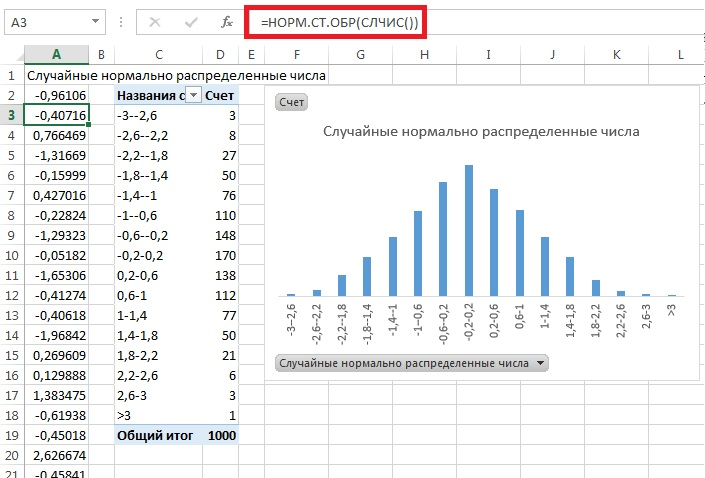 A3 fx =НОРМ.СТ.ОБР(СЛЧИС())
A B C D E F G H I J K L
1 Случайные нормально распределенные числа
2 -0,96106 Названия с Счет
3 -0,40716 -3--2,6 3
4 0,766469 -2,6--2,2 8
5 -1,31669 -2,2--1,8 27
6 -0,15999 -1,8--1,4 50
7 0,427016 -1,4--1 76
8 -0,22824 -1--0,6 110
9 -1,29323 -0,6--0,2 148
10 -0,05182 -0,2-0,2 170
11 -1,65306 0,2-0,6 138
12 -0,41274 0,6-1 112
13 -0,40618 1-1,4 77
14 -1,96842 1,4-1,8 50
15 0,269609 1,8-2,2 21
16 0,129888 2,2-2,6 6
17 1,383475 2,6-3 3
18 -0,61938 >3 1
19 -0,45018 Общий итог 1000
20 2,626674
21 -0,45841
Счет
Случайные нормально распределенные числа
-3--2,6 -2,6--2,2 -2,2--1,8 -1,8--1,4 -1,4--1 -1--0,6 -0,6--0,2 -0,2-0,2 0,2-0,6 0,6-1 1-1,4 1,4-1,8 1,8-2,2 2,2-2,6 2,6-3 >3
Случайные нормально распределенные числа